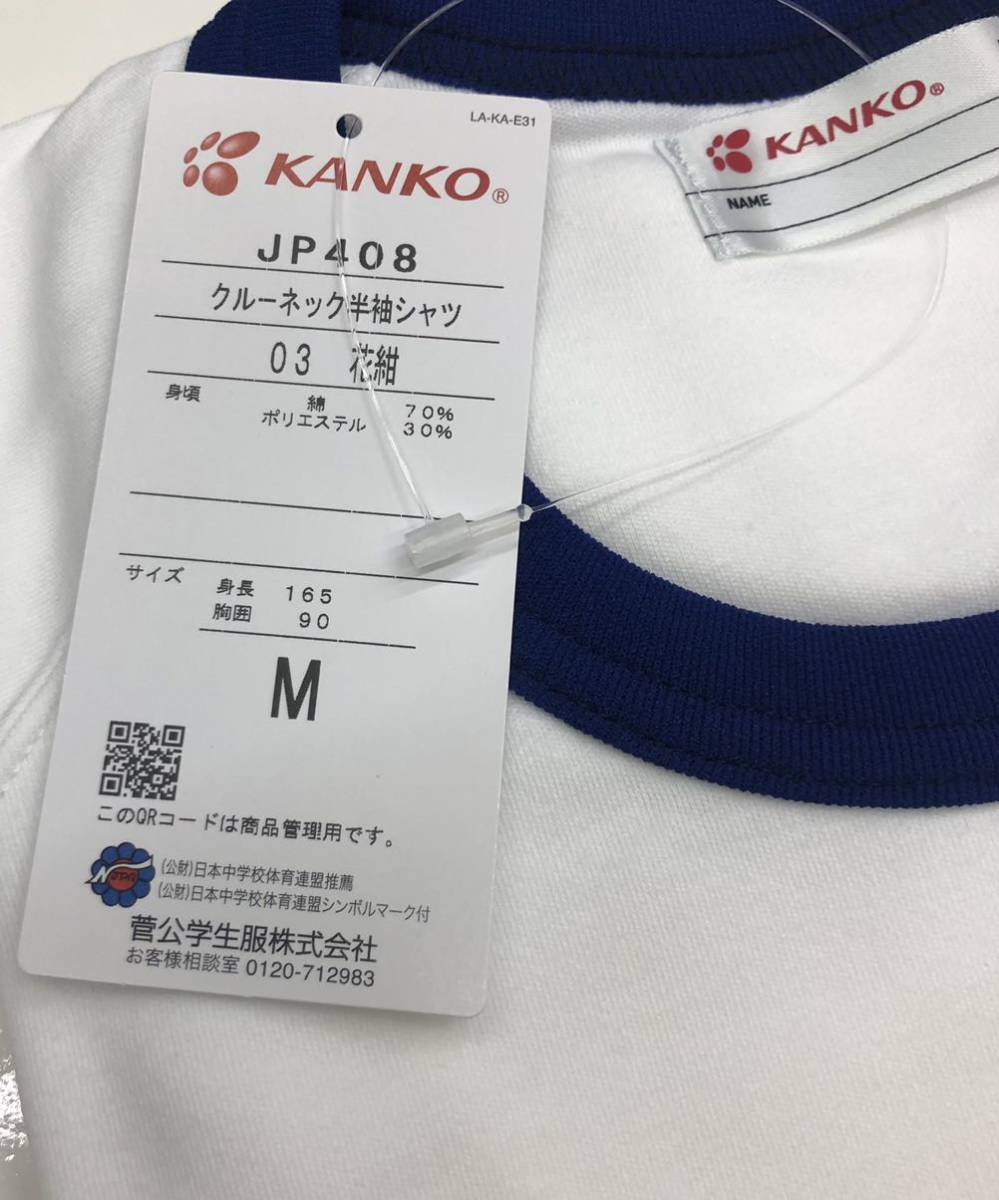 LA-KA-E31
KANKO®
JP408
クルーネック半袖シャツ
03 花紺
身頃 綿 70%
ポリエステル 30%
サイズ 身長 165
胸囲 90
M
このQRコードは商品管理用です。
(公財)日本中学校体育連盟推薦
(公財)日本中学校体育連盟シンボルマーク付
菅公学生服株式会社
お客様相談室 0120-712983
KANKO®
NAME